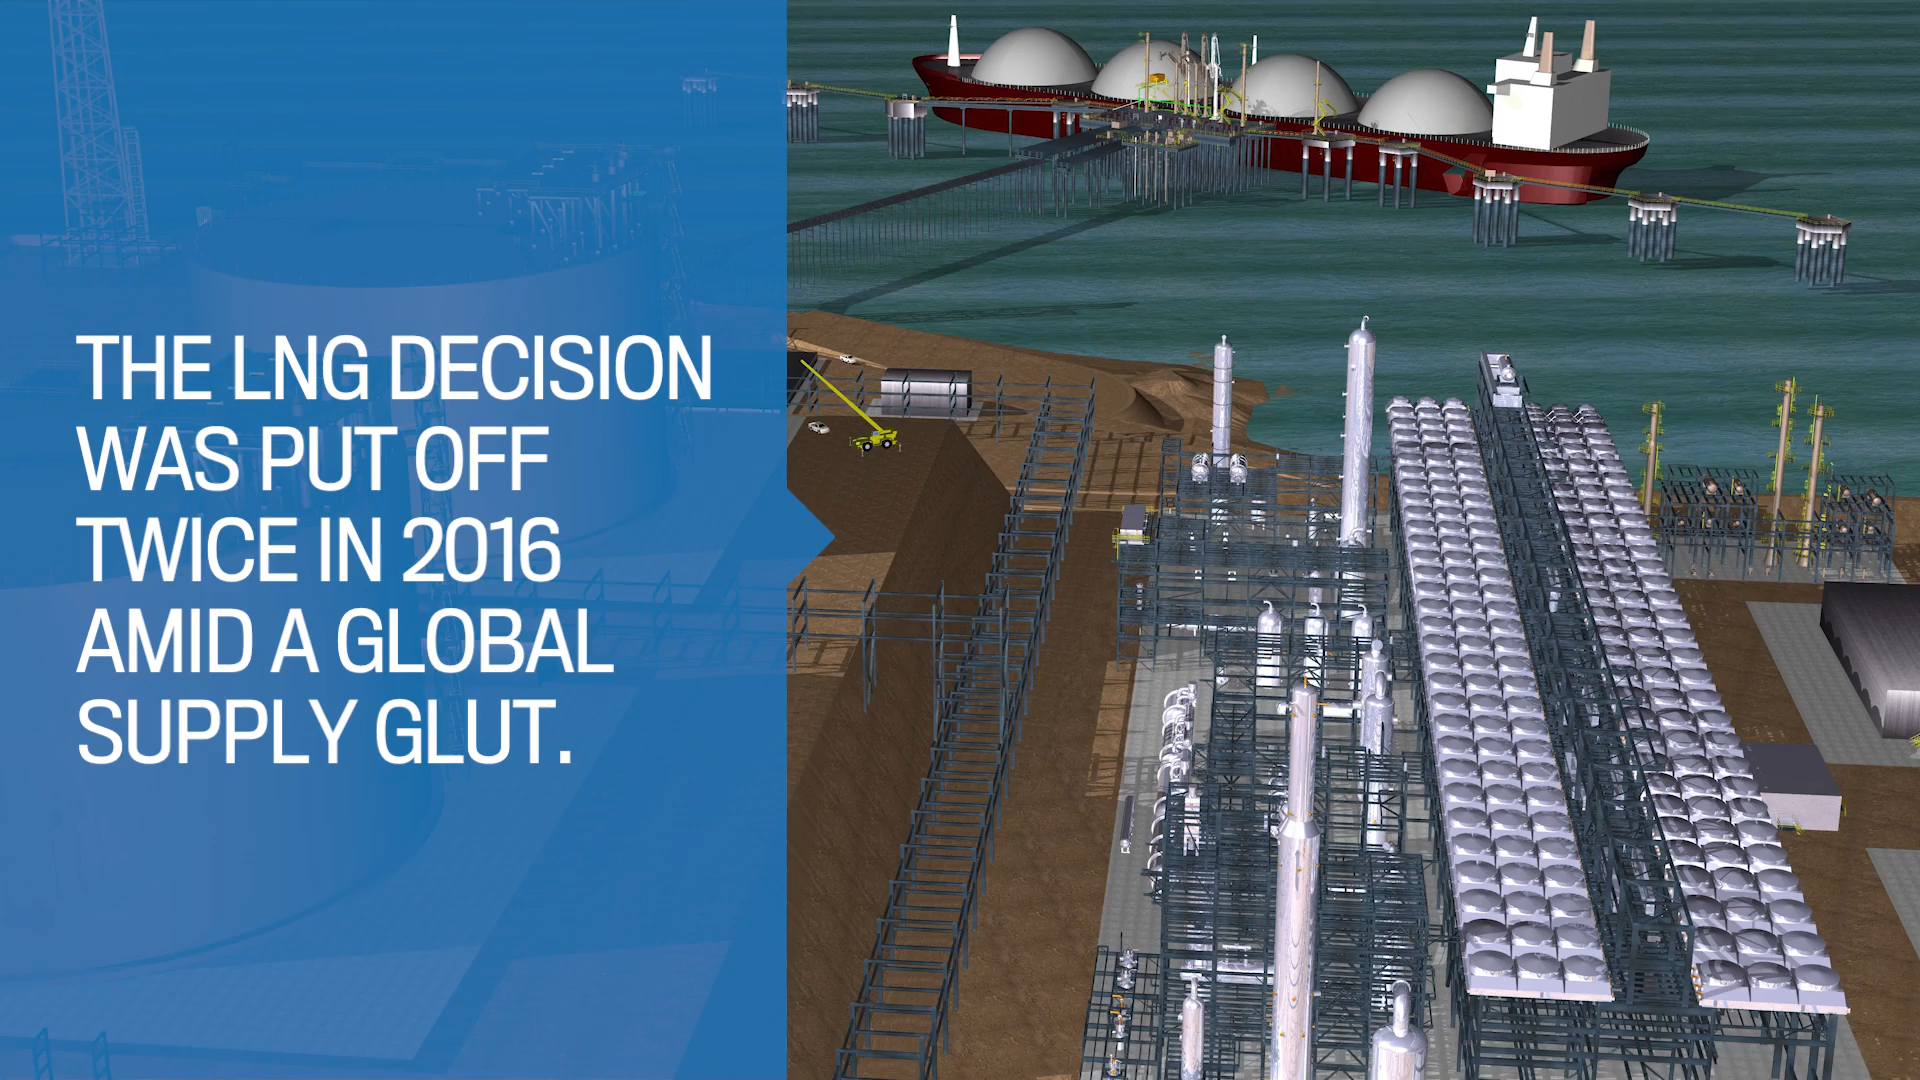 THE LNG DECISION
WAS PUT OFF
TWICE IN 2016
AMID A GLOBAL
SUPPLY GLUT.